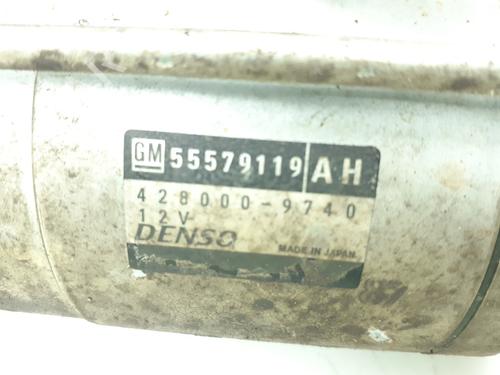 GM 55579119 AH
428000-9740
12V
DENSO
MADE IN JAPAN